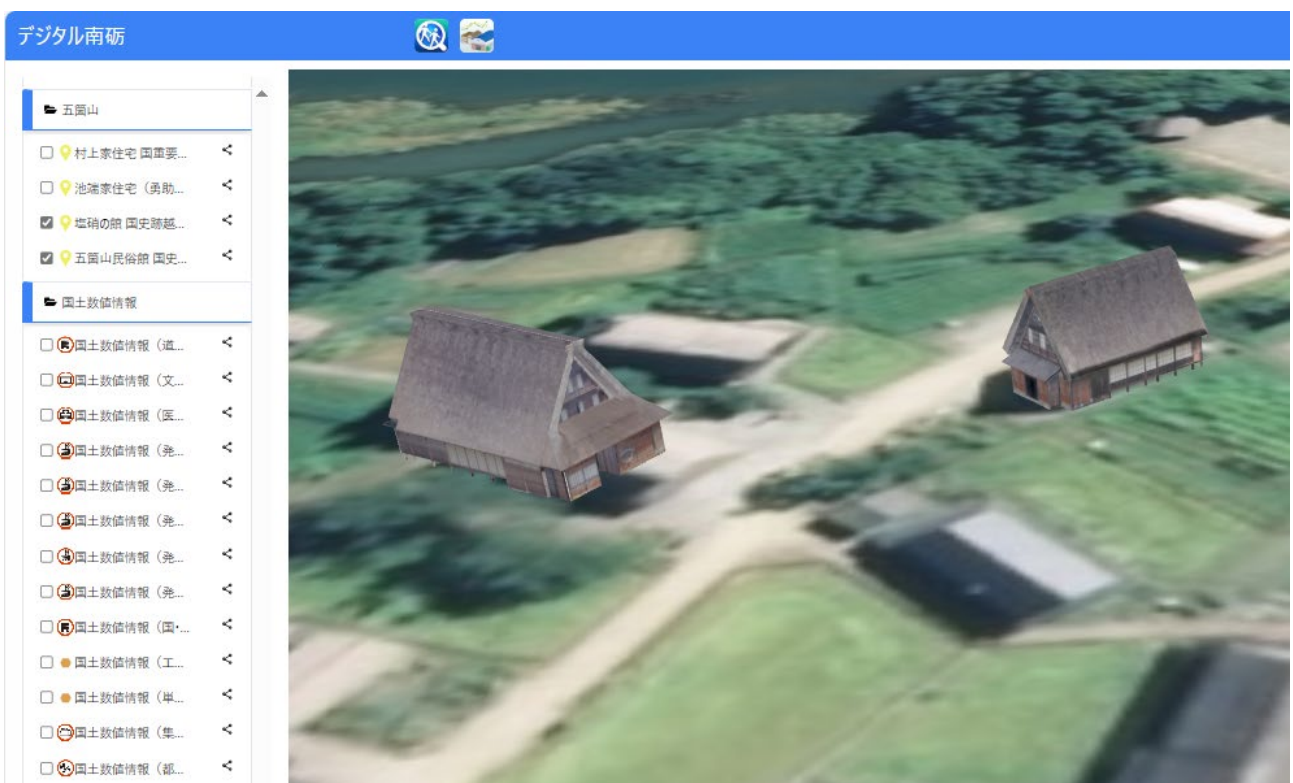 デジタル南砺
五箇山
村上家住宅 国重要...
池端家住宅（勇助...
塩硝の館 国史跡越...
五箇山民俗館 国史...
国土数値情報
国土数値情報（道...
国土数値情報（文...
国土数値情報（医...
国土数値情報（発...
国土数値情報（発...
国土数値情報（発...
国土数値情報（発...
国土数値情報（発...
国土数値情報（国・...
国土数値情報（工...
国土数値情報（単...
国土数値情報（集...
国土数値情報（都...